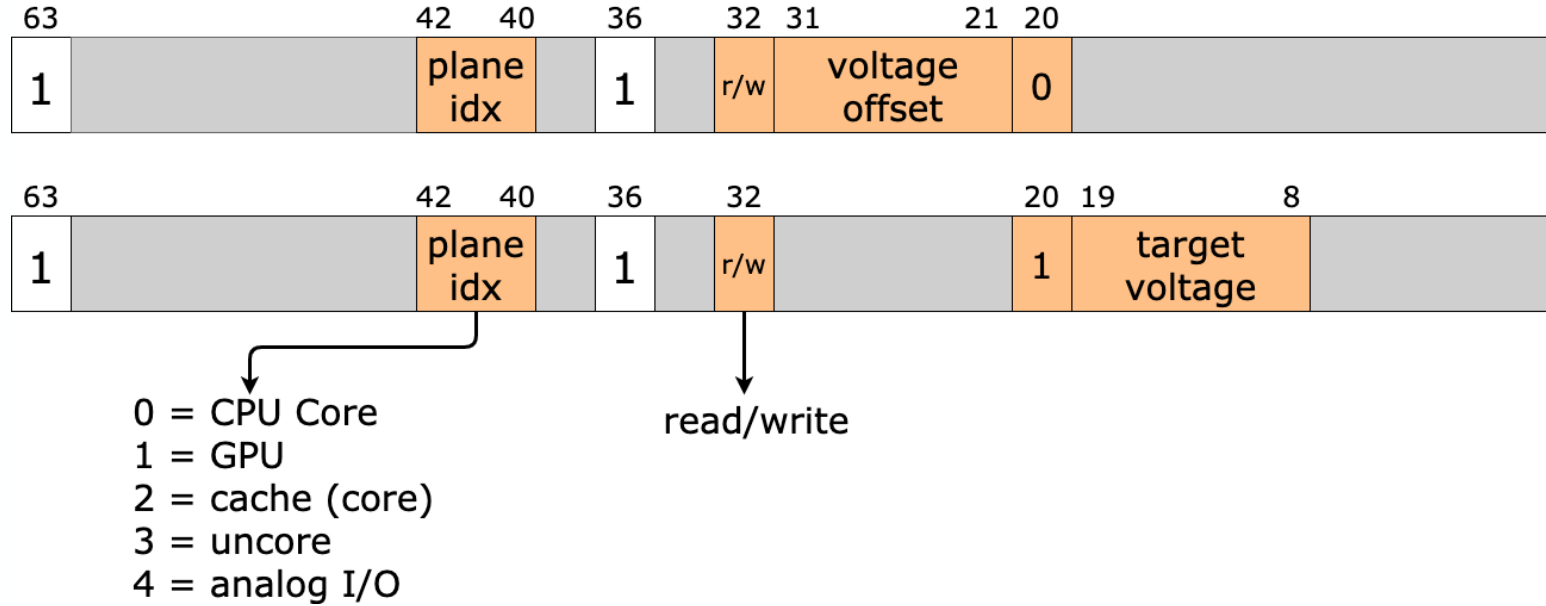 63 42 40 36 32 31 21 20
1 plane idx 1 r/w voltage offset 0
63 42 40 36 32 20 19 8
1 plane idx 1 r/w 1 target voltage
0 = CPU Core
1 = GPU
2 = cache (core)
3 = uncore
4 = analog I/O
read/write